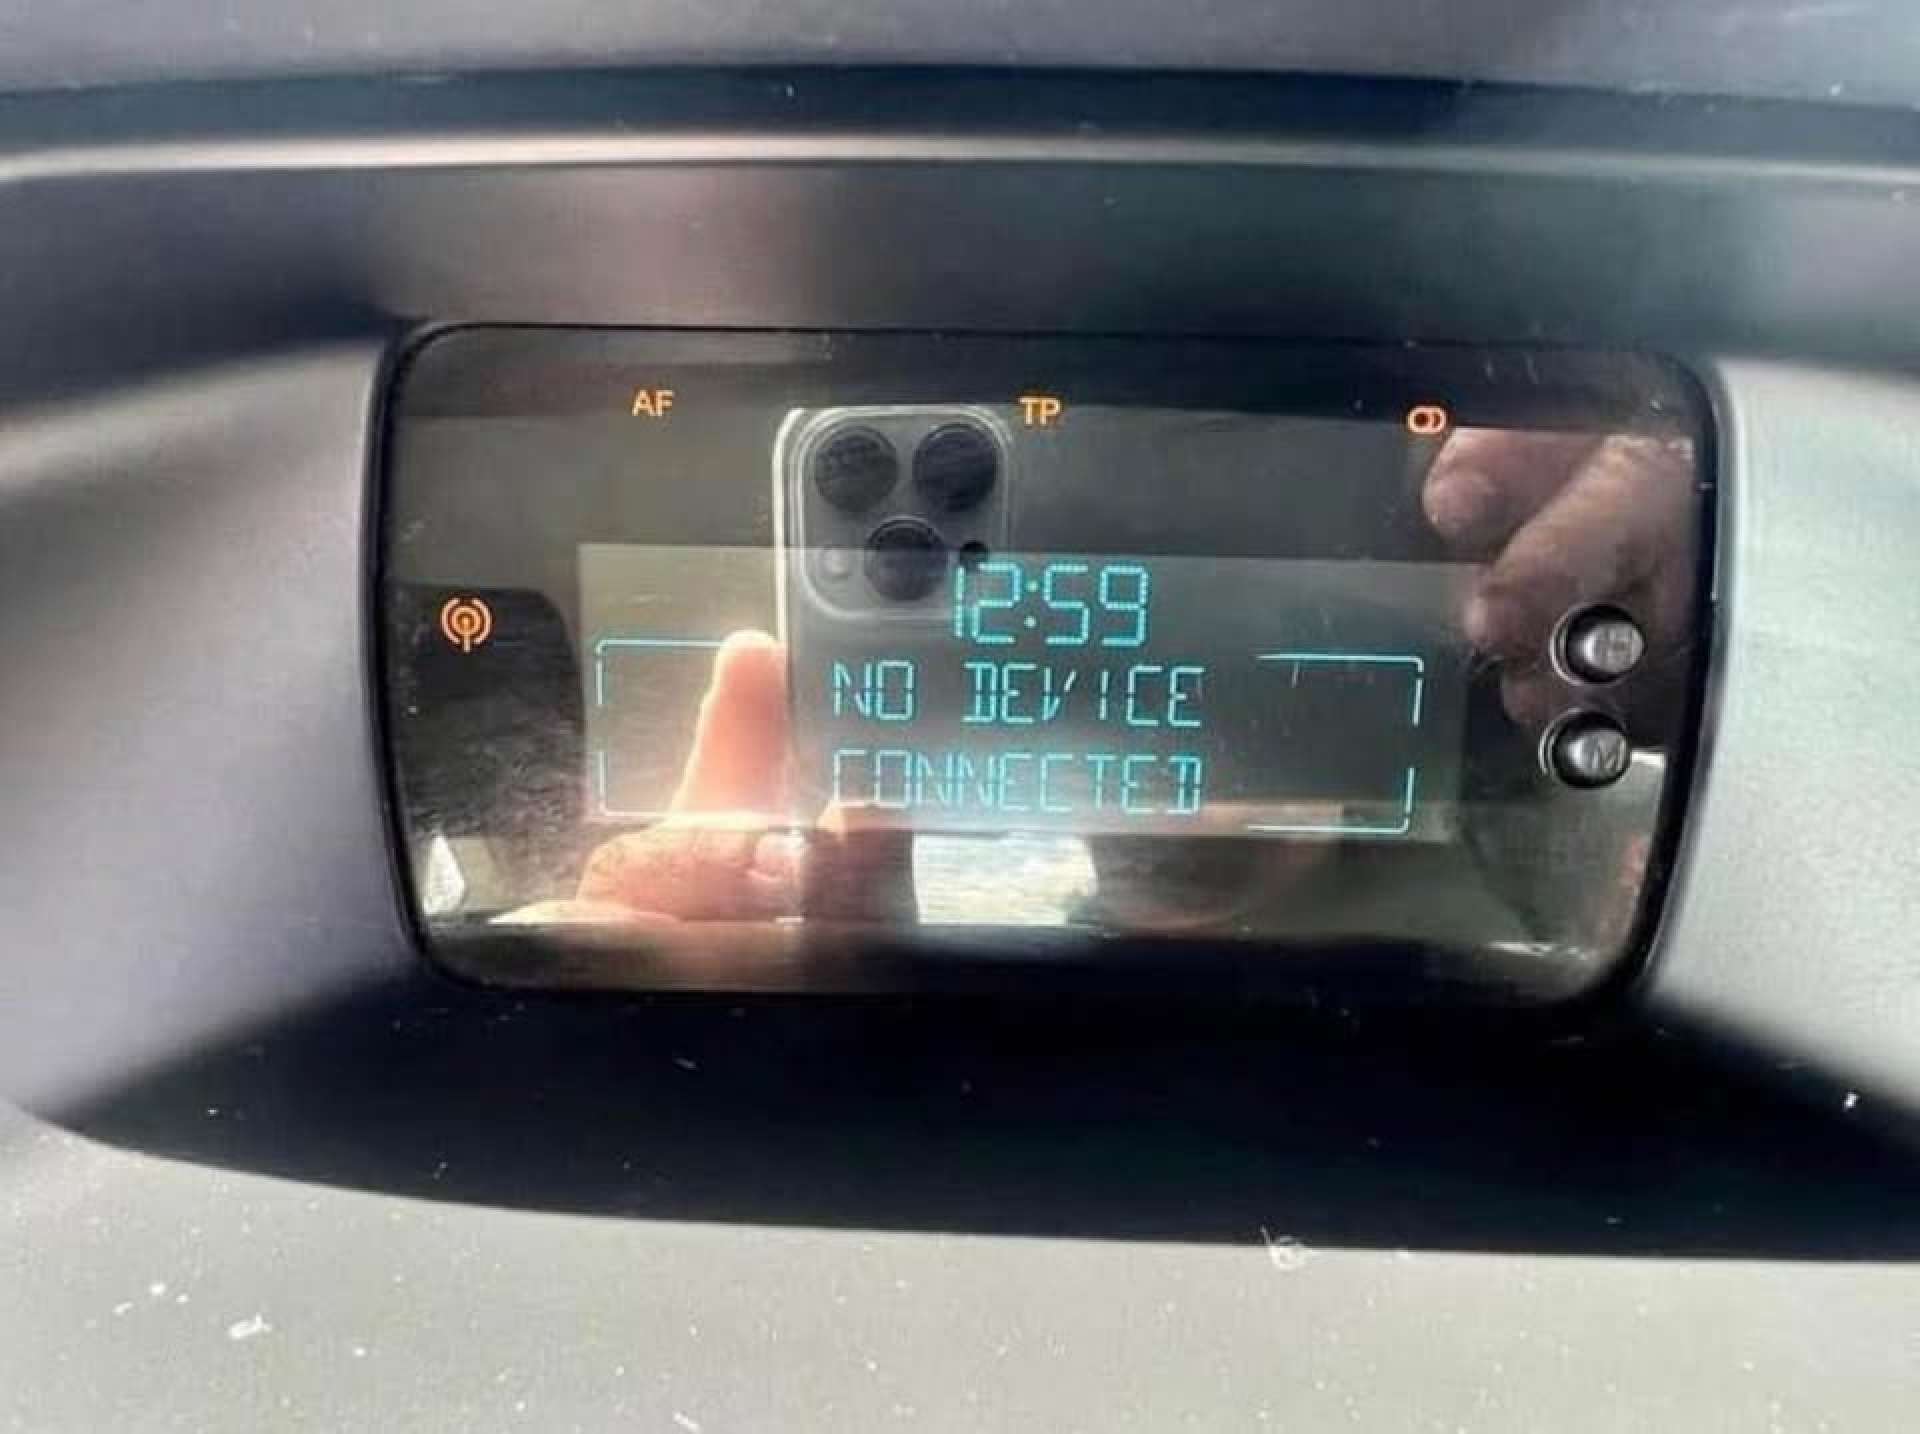 AF TP
12:59
NO DEVICE
CONNECTED
H
M